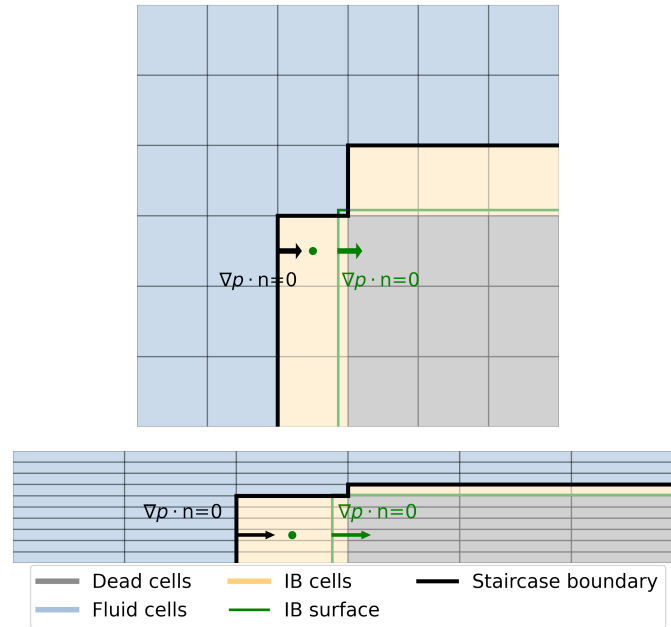 ∇p · n=0 ∇p · n=0
∇p · n=0 ∇p · n=0
Dead cells IB cells Staircase boundary
Fluid cells IB surface